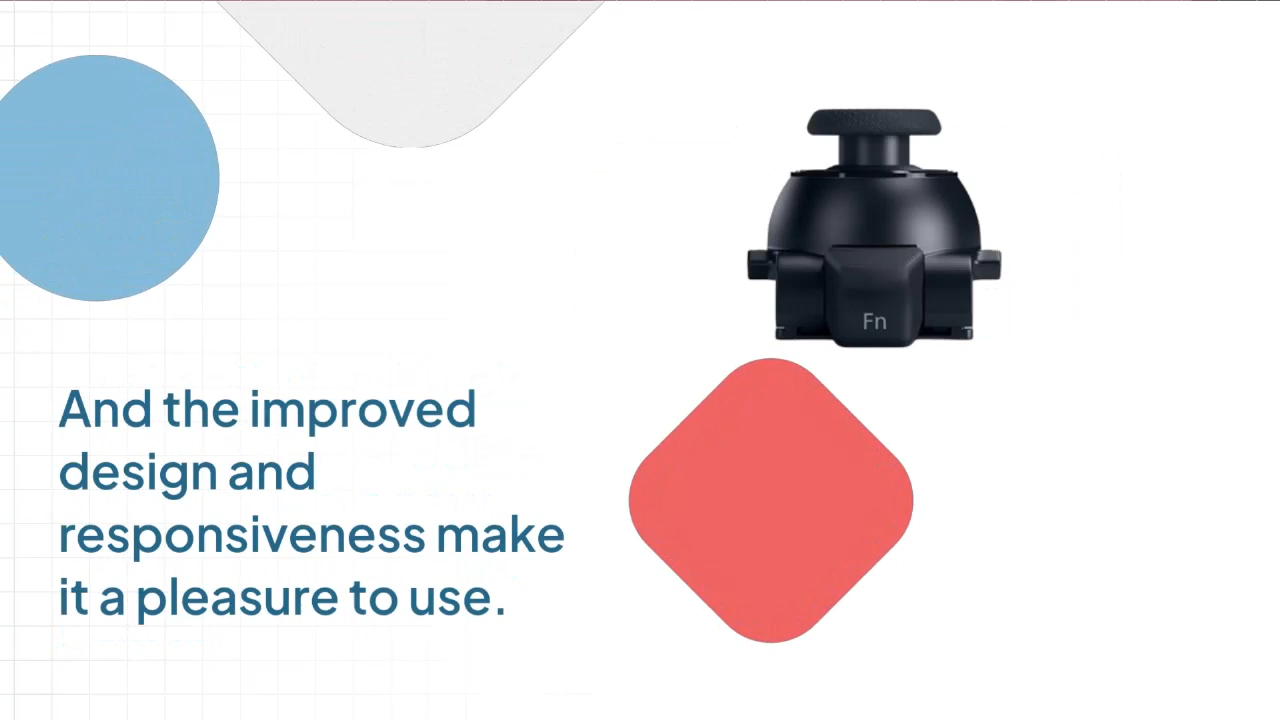 Fn
And the improved
design and
responsiveness make
it a pleasure to use.